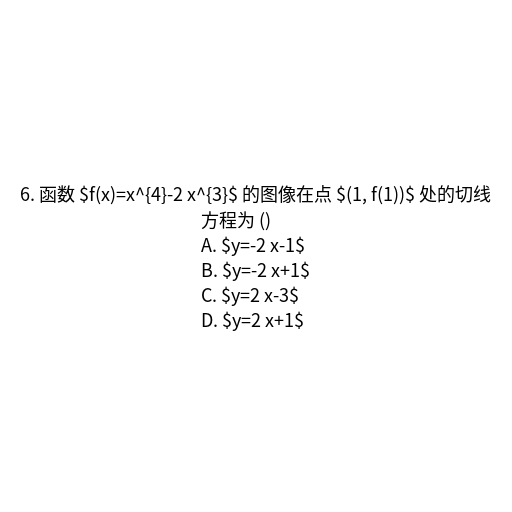 6. 函数 $f(x)=x^{4}-2 x^{3}$ 的图像在点 $(1, f(1))$ 处的切线
方程为 ()
A. $y=-2 x-1$
B. $y=-2 x+1$
C. $y=2 x-3$
D. $y=2 x+1$